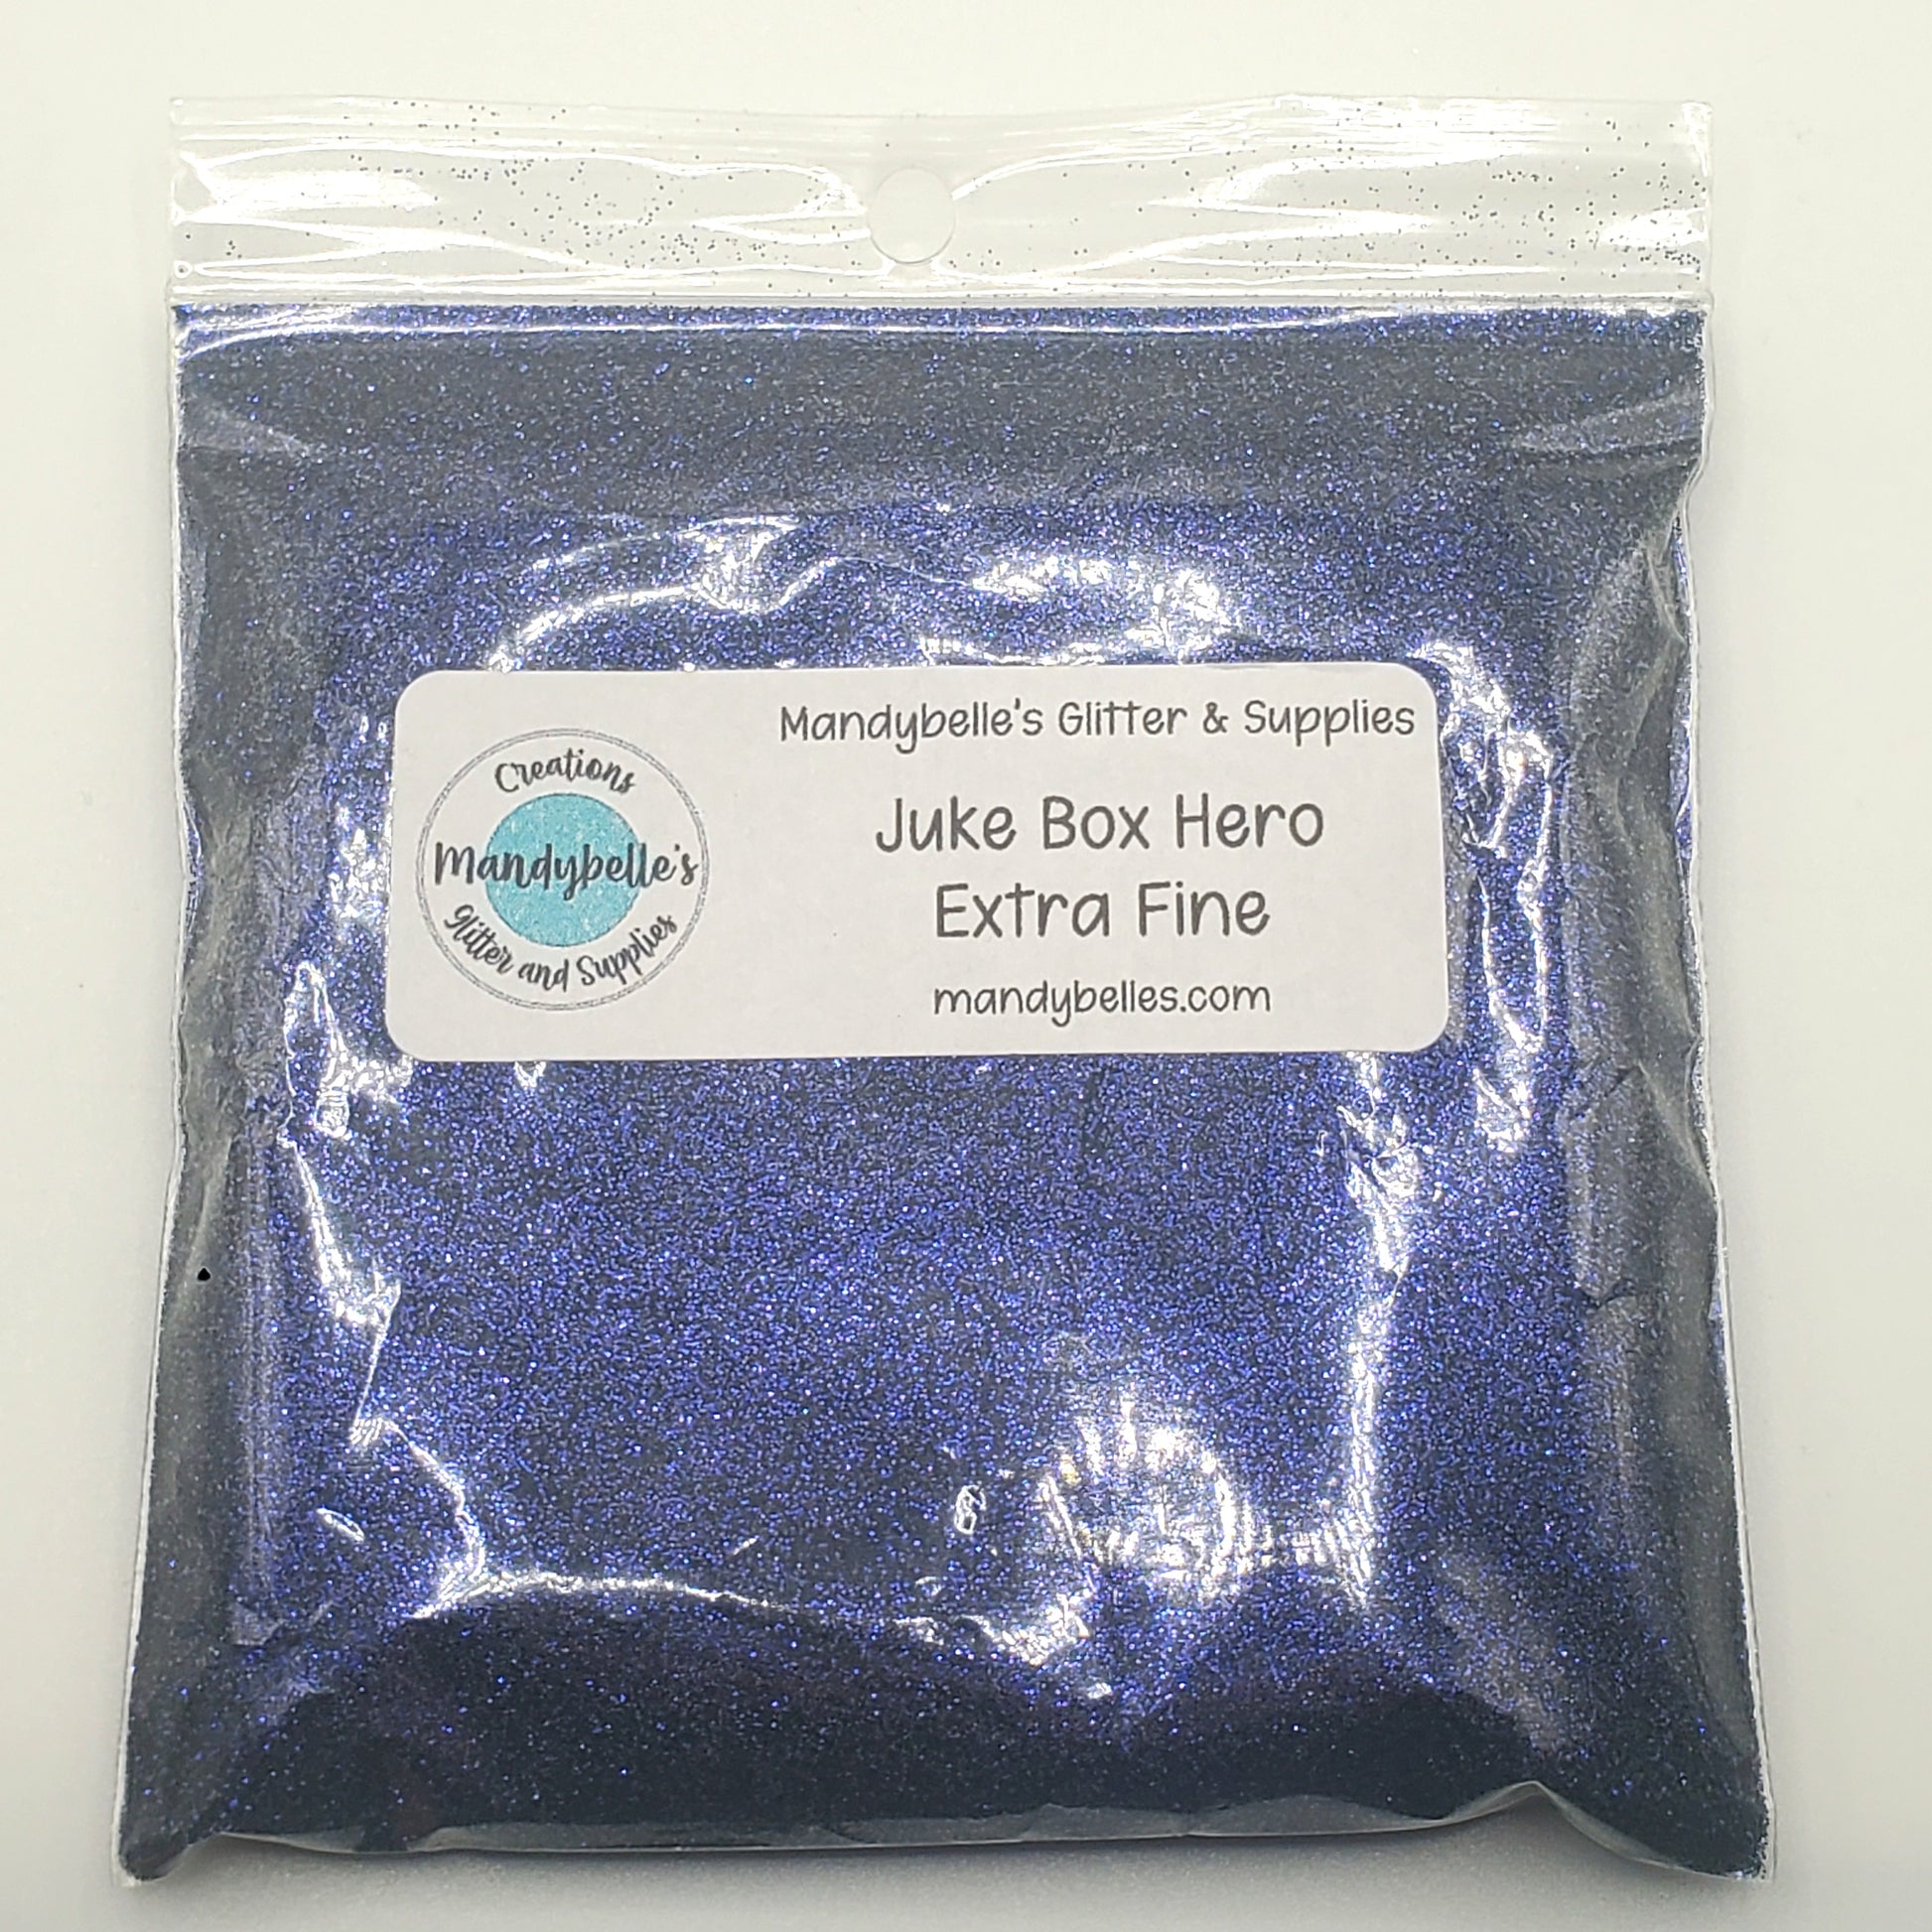 Creations
Mandybelle's
Glitter and Supplies
Mandybelle's Glitter & Supplies
Juke Box Hero
Extra Fine
mandybelles.com